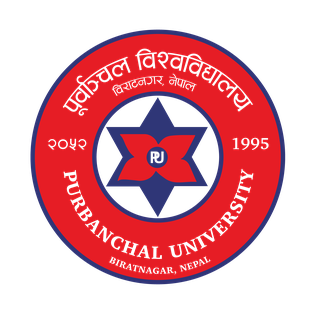 पूर्वाञ्चल विश्वविद्यालय
विराटनगर, नेपाल
२०५२
1995
PU
PURBANCHAL UNIVERSITY
BIRATNAGAR, NEPAL